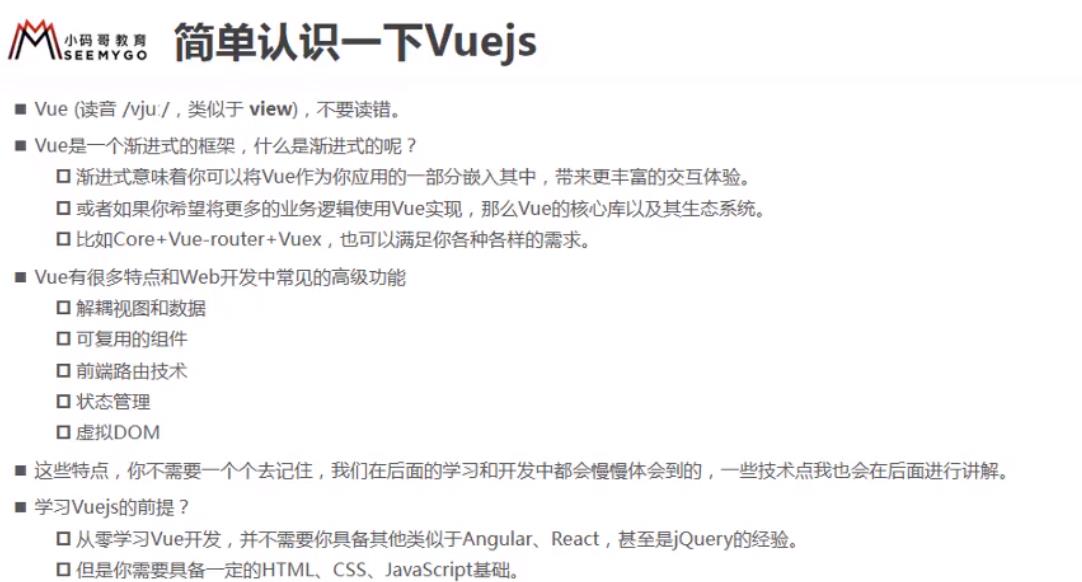 小码哥教育
SEEMYGO
简单认识一下Vuejs
■ Vue (读音 /vjuː/，类似于 view)，不要读错。
■ Vue是一个渐进式的框架，什么是渐进式的呢？
渐进式意味着你可以将Vue作为你应用的一部分嵌入其中，带来更丰富的交互体验。
或者如果你希望将更多的业务逻辑使用Vue实现，那么Vue的核心库以及其生态系统。
比如Core+Vue-router+Vuex，也可以满足你各种各样的需求。
■ Vue有很多特点和Web开发中常见的高级功能
解耦视图和数据
可复用的组件
前端路由技术
状态管理
虚拟DOM
■ 这些特点，你不需要一个个去记住，我们在后面的学习和开发中都会慢慢体会到的，一些技术点我也会在后面进行讲解。
■ 学习Vuejs的前提？
从零学习Vue开发，并不需要你具备其他类似于Angular、React，甚至是jQuery的经验。
但是你需要具备一定的HTML、CSS、JavaScript基础。